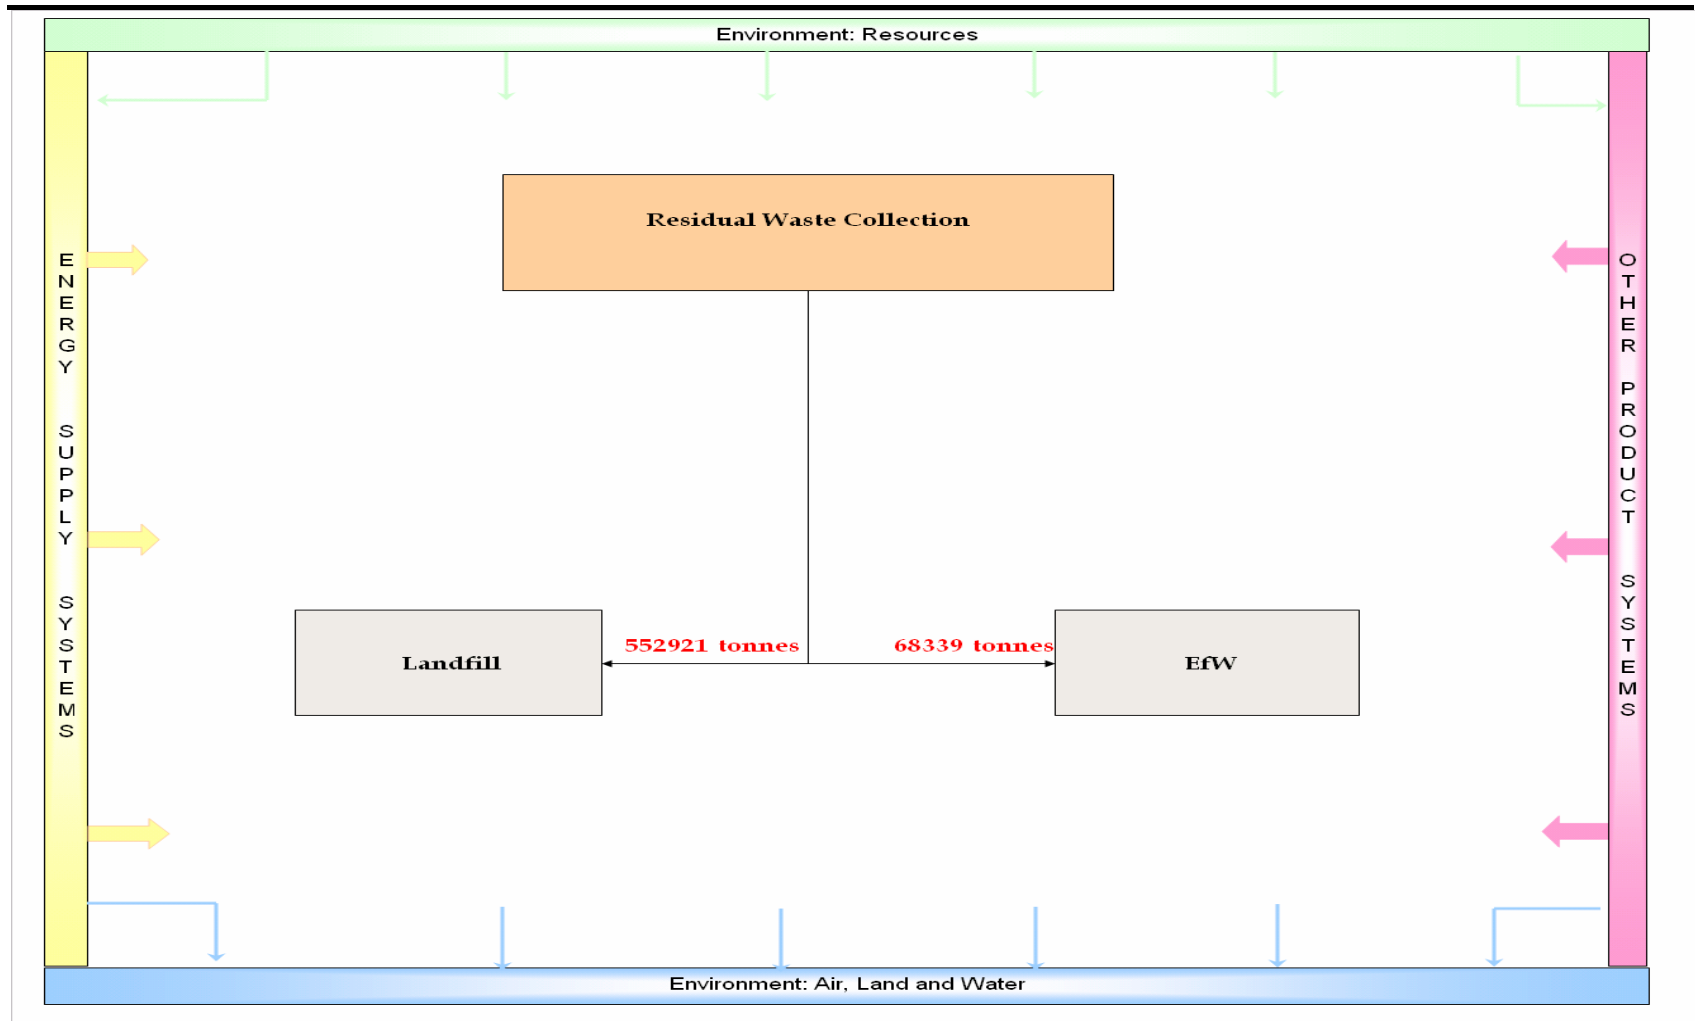 Environment: Resources
ENERGY SUPPLY SYSTEMS
OTHER PRODUCT SYSTEMS
Residual Waste Collection
552921 tonnes
68339 tonnes
Landfill
EfW
Environment: Air, Land and Water